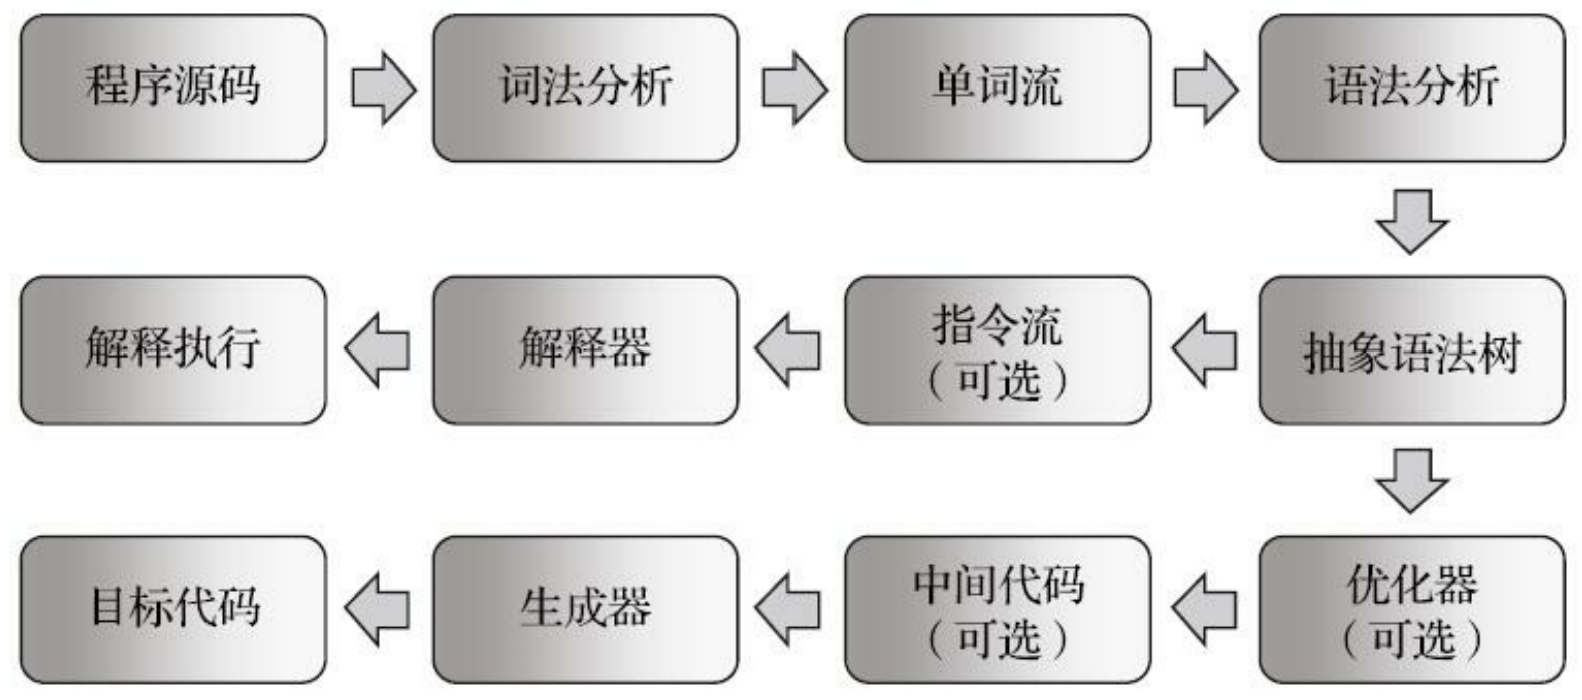 程序源码
词法分析
单词流
语法分析
解释执行
解释器
指令流
（可选）
抽象语法树
目标代码
生成器
中间代码
（可选）
优化器
（可选）